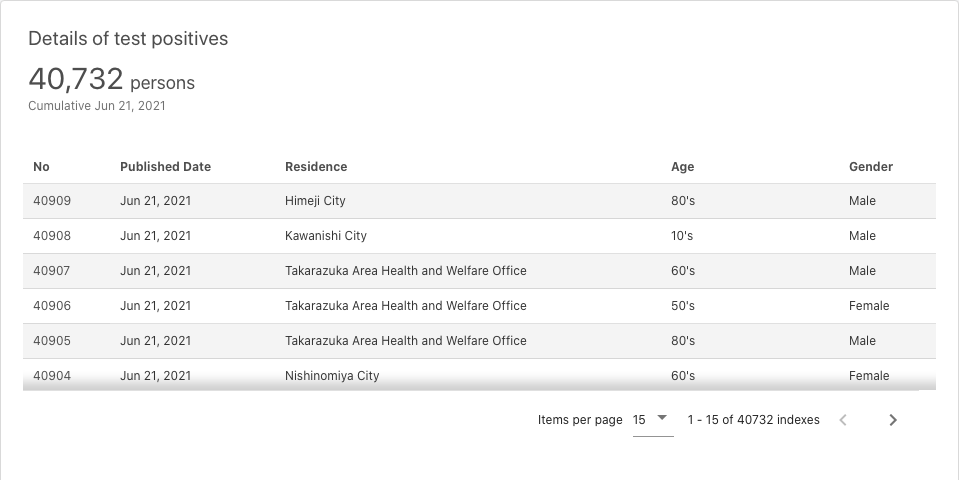 Details of test positives
40,732 persons
Cumulative Jun 21, 2021
No Published Date Residence Age Gender
40909 Jun 21, 2021 Himeji City 80's Male
40908 Jun 21, 2021 Kawanishi City 10's Male
40907 Jun 21, 2021 Takarazuka Area Health and Welfare Office 60's Male
40906 Jun 21, 2021 Takarazuka Area Health and Welfare Office 50's Female
40905 Jun 21, 2021 Takarazuka Area Health and Welfare Office 80's Male
40904 Jun 21, 2021 Nishinomiya City 60's Female
Items per page 15 1 - 15 of 40732 indexes